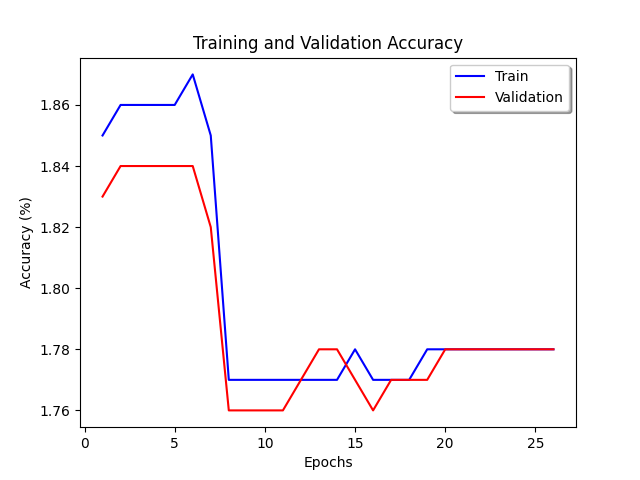 Training and Validation Accuracy
Train
Validation
Accuracy (%)
1.86
1.84
1.82
1.80
1.78
1.76
0 5 10 15 20 25
Epochs